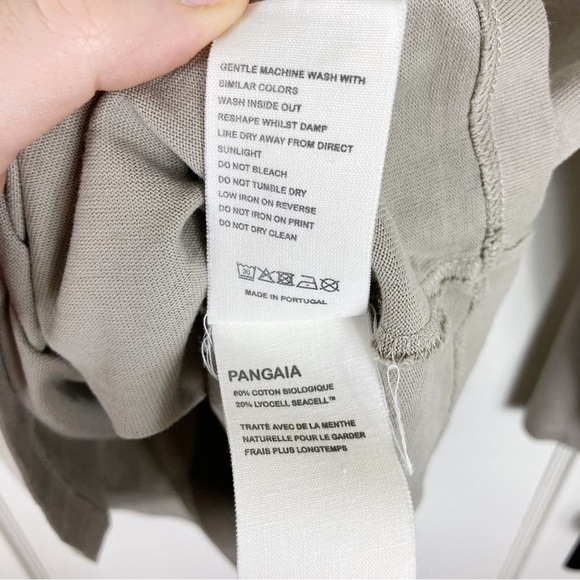 GENTLE MACHINE WASH WITH
SIMILAR COLORS
WASH INSIDE OUT
RESHAPE WHILST DAMP
LINE DRY AWAY FROM DIRECT
SUNLIGHT
DO NOT BLEACH
DO NOT TUMBLE DRY
LOW IRON ON REVERSE
DO NOT IRON ON PRINT
DO NOT DRY CLEAN
30
MADE IN PORTUGAL
PANGAIA
80% COTON BIOLOGIQUE
20% LYOCELL SEACELL™
TRAITÉ AVEC DE LA MENTHE
NATURELLE POUR LE GARDER
FRAIS PLUS LONGTEMPS